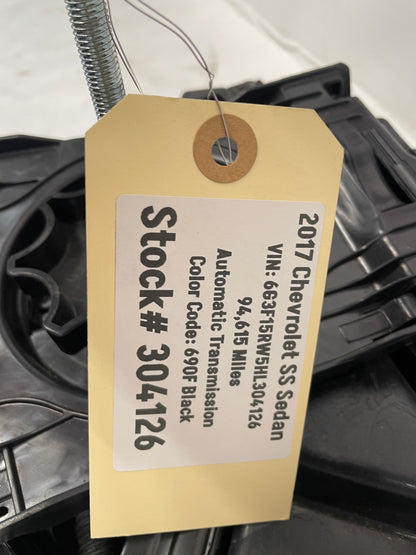 2017 Chevrolet SS Sedan
VIN: 6G3F15RW5HL304126
94,615 Miles
Automatic Transmission
Color Code: 690F Black
Stock# 304126